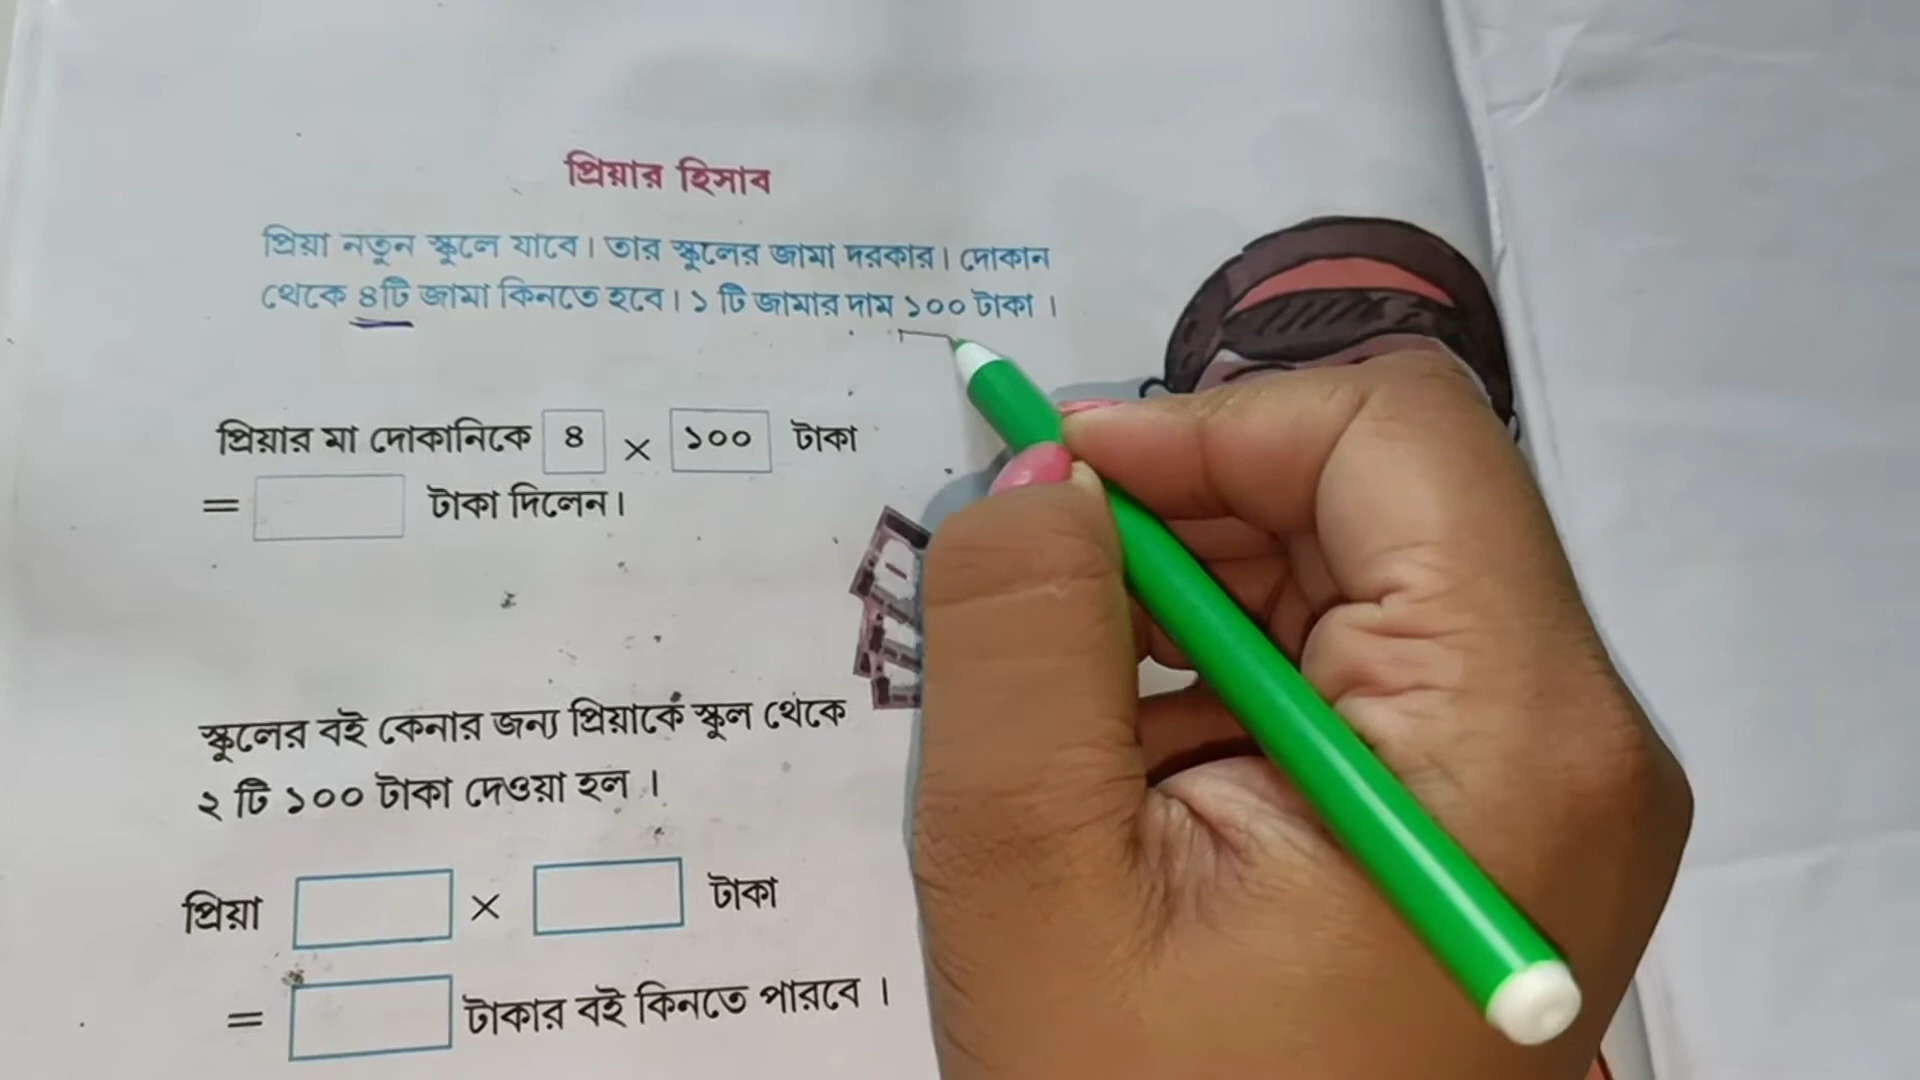 প্রিয়ার হিসাব
প্রিয়া নতুন স্কুলে যাবে। তার স্কুলের জামা দরকার। দোকান
থেকে ৪টি জামা কিনতে হবে। ১ টি জামার দাম ১০০ টাকা ।
প্রিয়ার মা দোকানিকে ৪ × ১০০ টাকা
= টাকা দিলেন।
স্কুলের বই কেনার জন্য প্রিয়াকে স্কুল থেকে
২ টি ১০০ টাকা দেওয়া হল ।
প্রিয়া × টাকা
= টাকার বই কিনতে পারবে ।